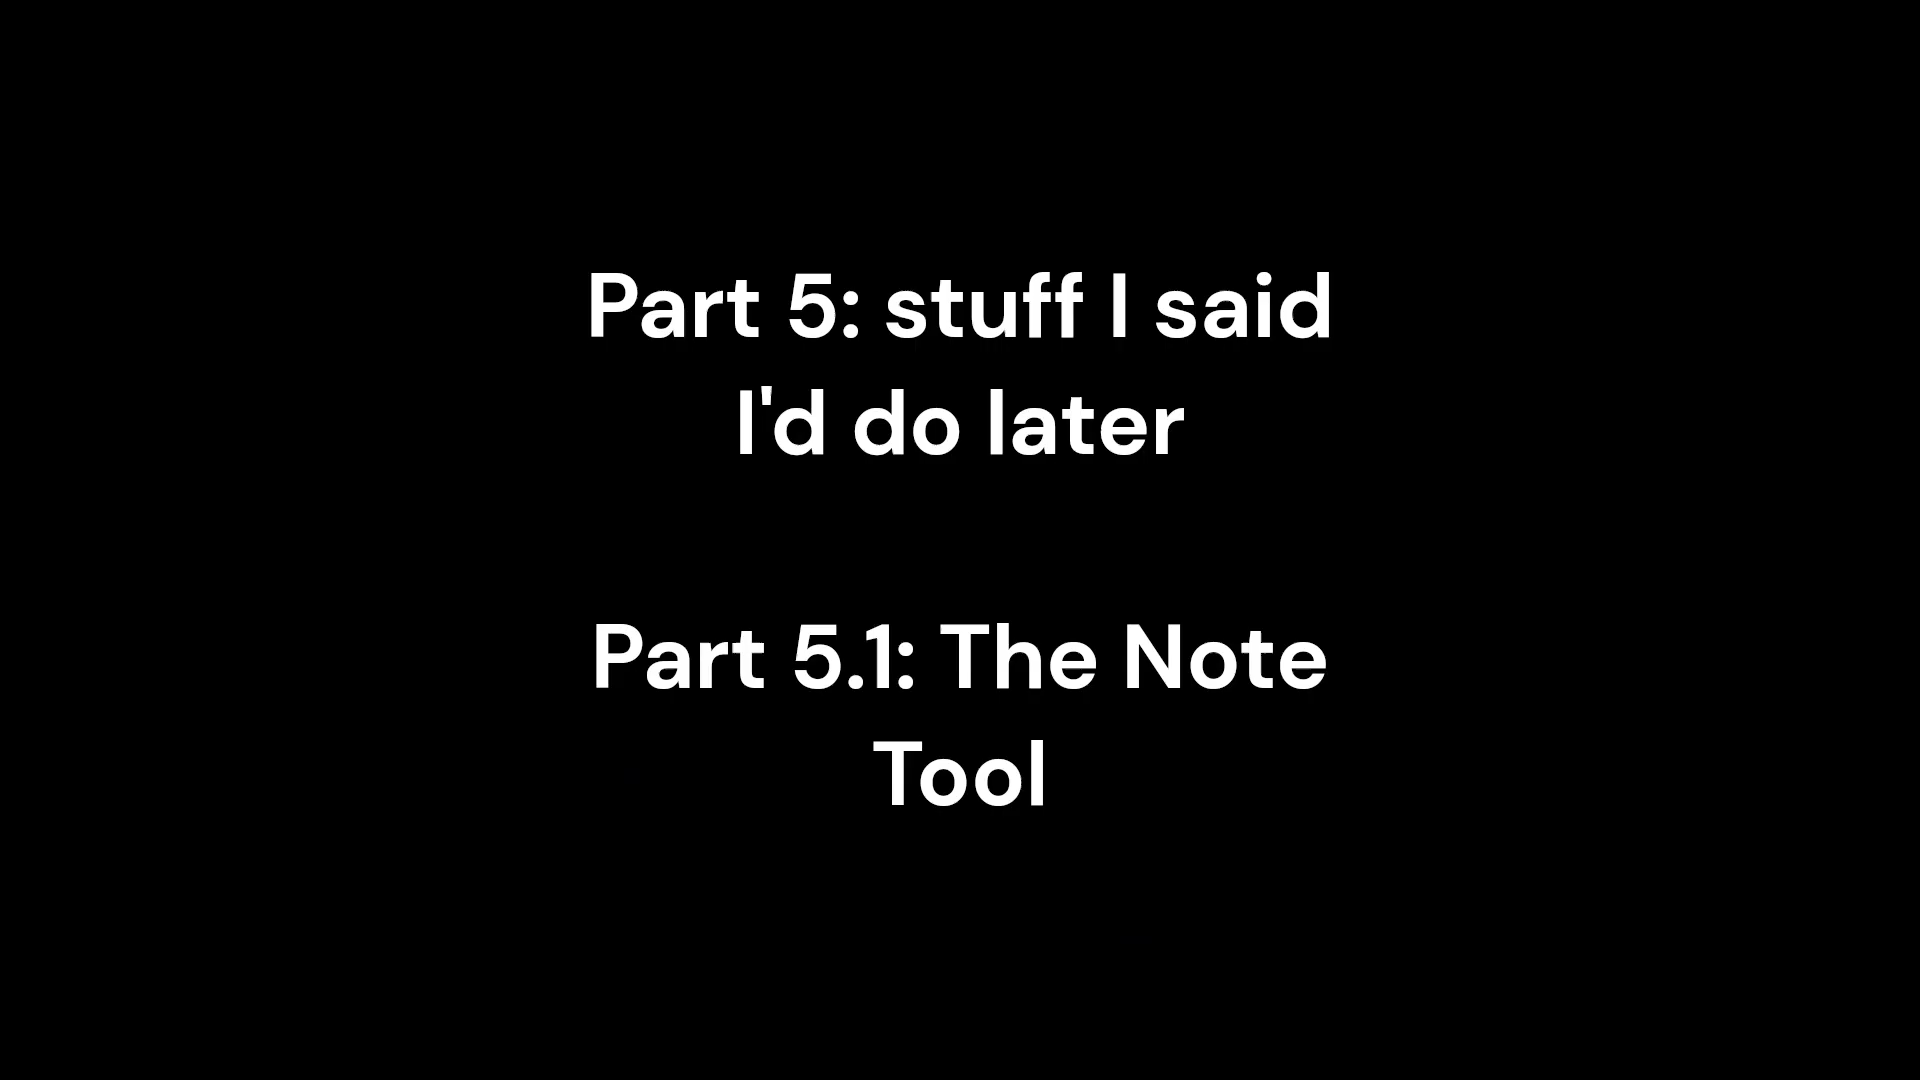 Part 5: stuff I said
I'd do later
Part 5.1: The Note
Tool